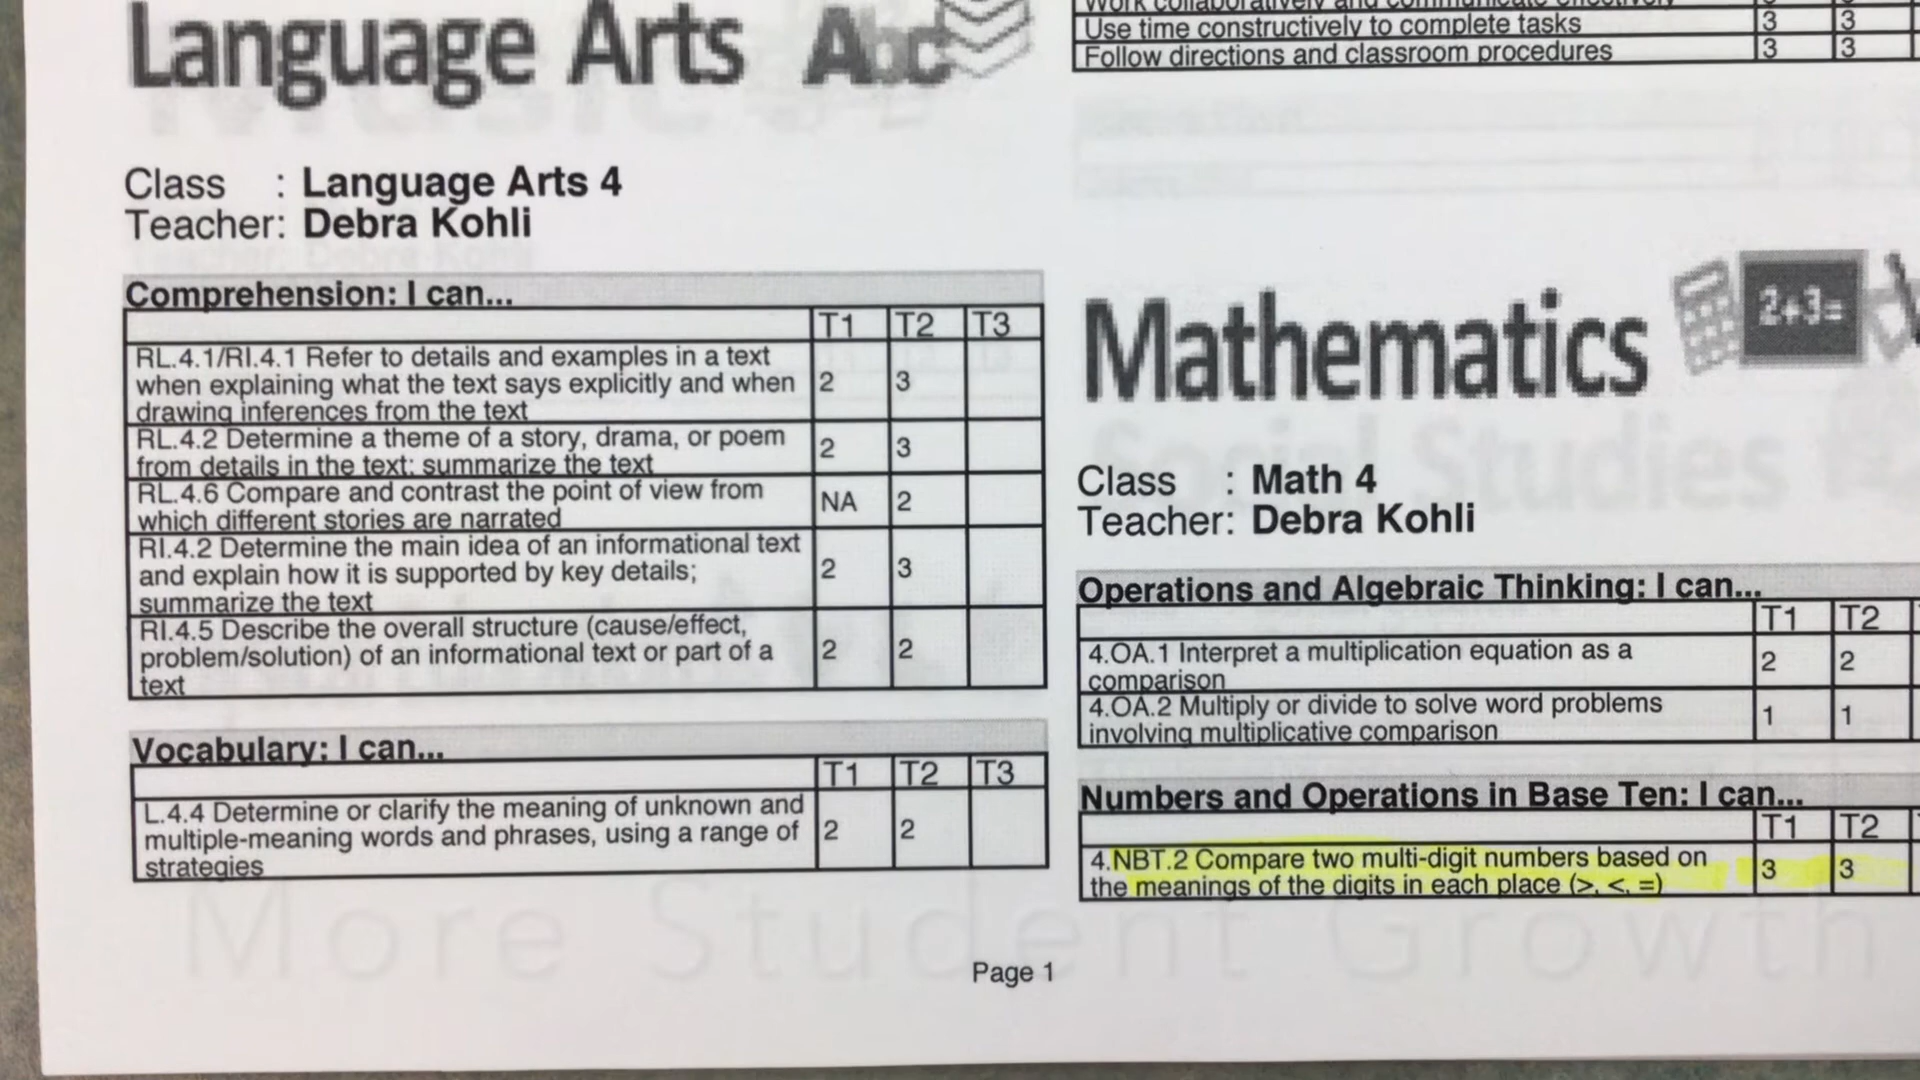 Language Arts Abc
Class : Language Arts 4
Teacher: Debra Kohli
Comprehension: I can...
T1 T2 T3
RL.4.1/RI.4.1 Refer to details and examples in a text
when explaining what the text says explicitly and when 2 3
drawing inferences from the text
RL.4.2 Determine a theme of a story, drama, or poem 2 3
from details in the text; summarize the text
RL.4.6 Compare and contrast the point of view from NA 2
which different stories are narrated
RI.4.2 Determine the main idea of an informational text
and explain how it is supported by key details; 2 3
summarize the text
RI.4.5 Describe the overall structure (cause/effect,
problem/solution) of an informational text or part of a 2 2
text
Vocabulary: I can...
T1 T2 T3
L.4.4 Determine or clarify the meaning of unknown and
multiple-meaning words and phrases, using a range of 2 2
strategies
Work collaboratively and communicate effectively
Use time constructively to complete tasks 3 3
Follow directions and classroom procedures 3 3
Mathematics 2+3=
Social Studies
Class : Math 4
Teacher: Debra Kohli
Operations and Algebraic Thinking: I can...
T1 T2
4.OA.1 Interpret a multiplication equation as a 2 2
comparison
4.OA.2 Multiply or divide to solve word problems 1 1
involving multiplicative comparison
Numbers and Operations in Base Ten: I can...
T1 T2
4.NBT.2 Compare two multi-digit numbers based on 3 3
the meanings of the digits in each place (>, <, =)
More Student Growth
Page 1